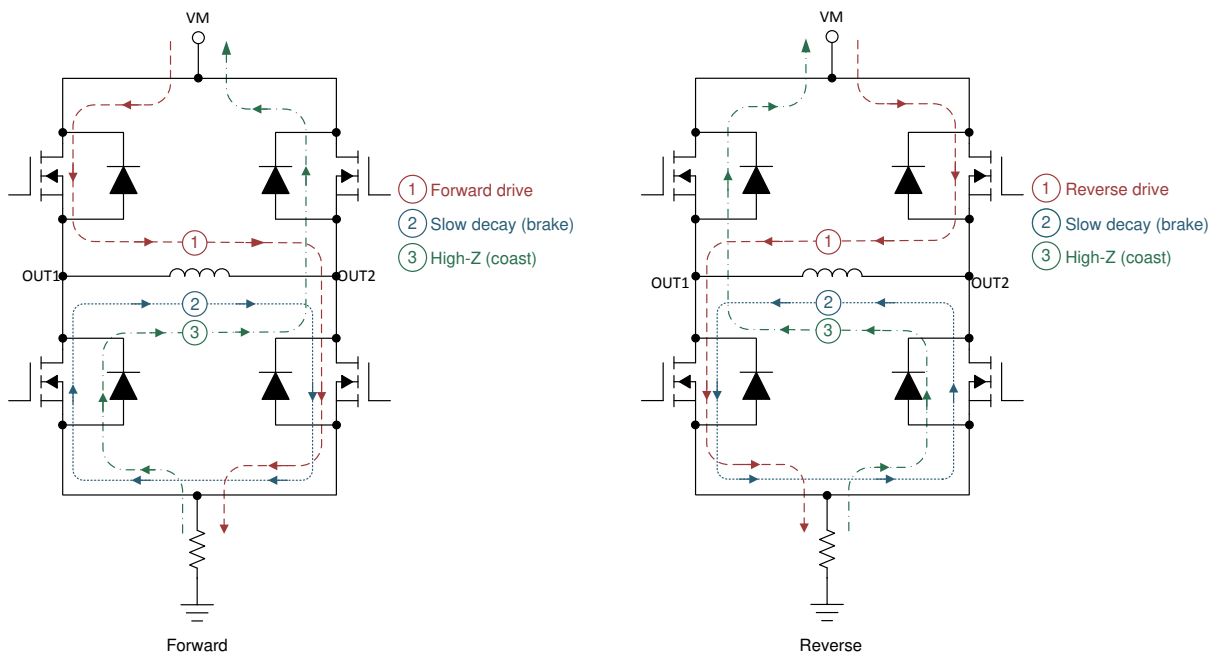 VM
1 Forward drive
2 Slow decay (brake)
3 High-Z (coast)
1
OUT1
OUT2
2
3
Forward
VM
1 Reverse drive
2 Slow decay (brake)
3 High-Z (coast)
1
OUT1
OUT2
2
3
Reverse